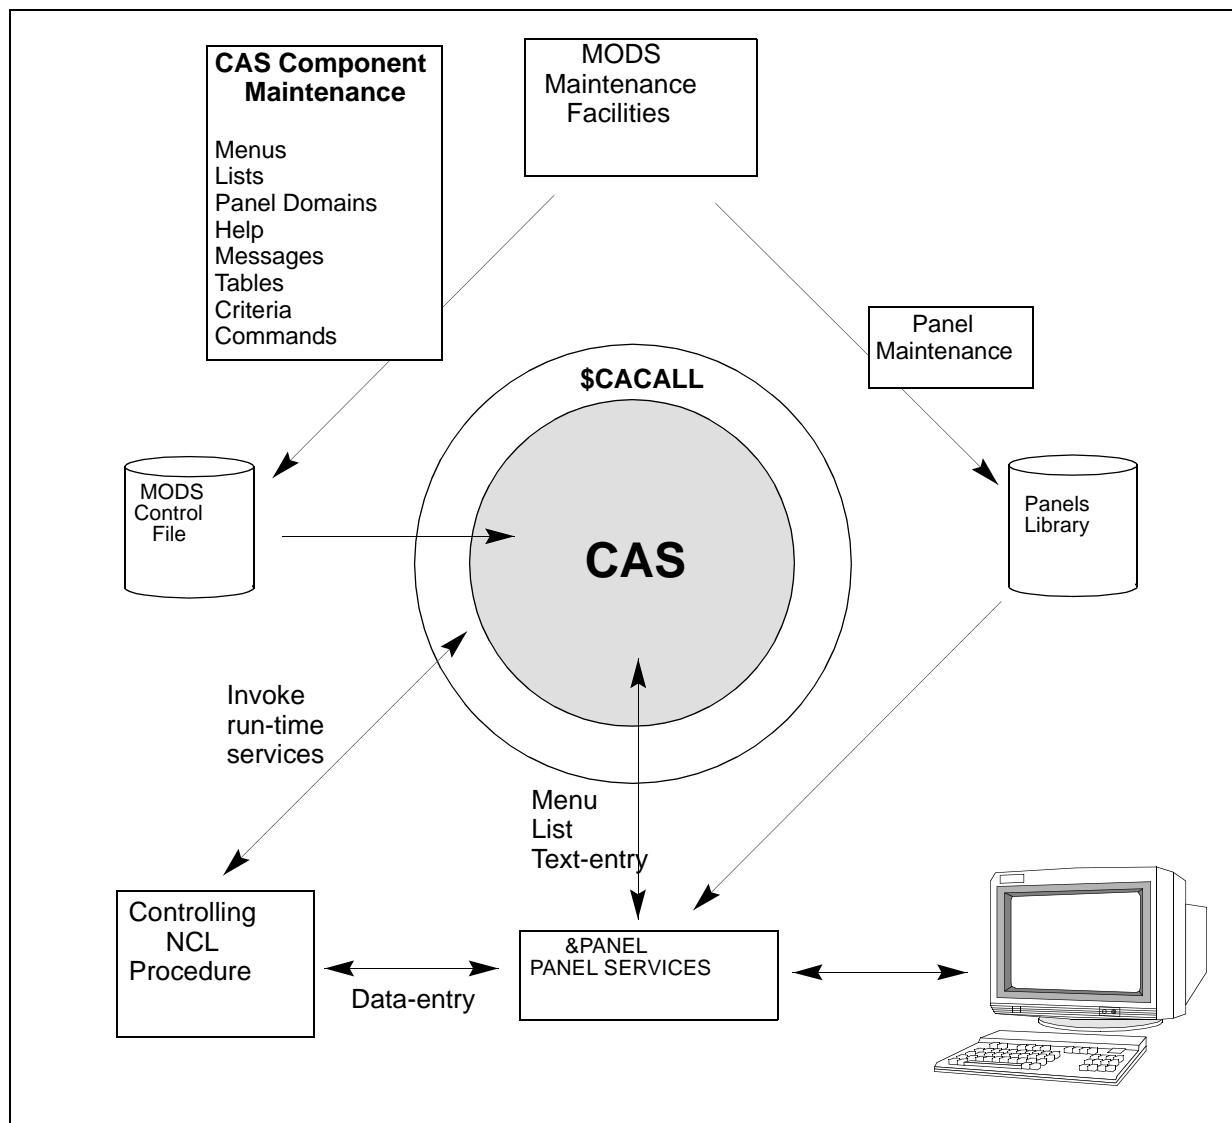 CAS Component
Maintenance
Menus
Lists
Panel Domains
Help
Messages
Tables
Criteria
Commands
MODS
Maintenance
Facilities
Panel
Maintenance
$CACALL
CAS
MODS
Control
File
Panels
Library
Invoke
run-time
services
Menu
List
Text-entry
Controlling
NCL
Procedure
Data-entry
&PANEL
PANEL SERVICES